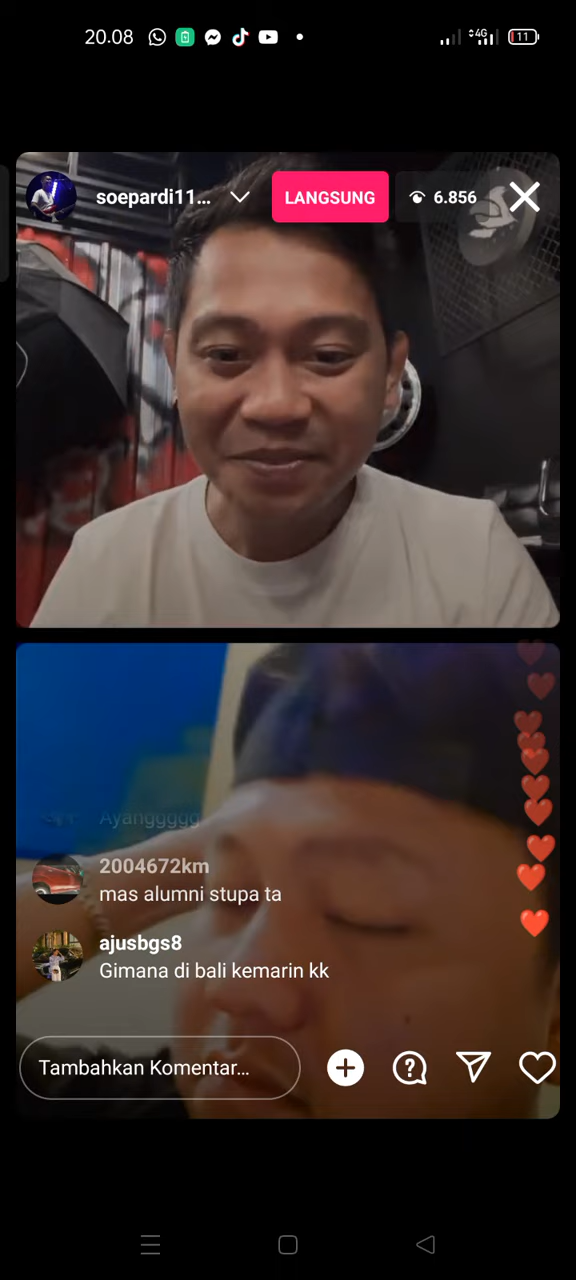 20.08
4G
11
soepardi11...
LANGSUNG
6.856
Ayanggggg
2004672km
mas alumni stupa ta
ajusbgs8
Gimana di bali kemarin kk
Tambahkan Komentar...